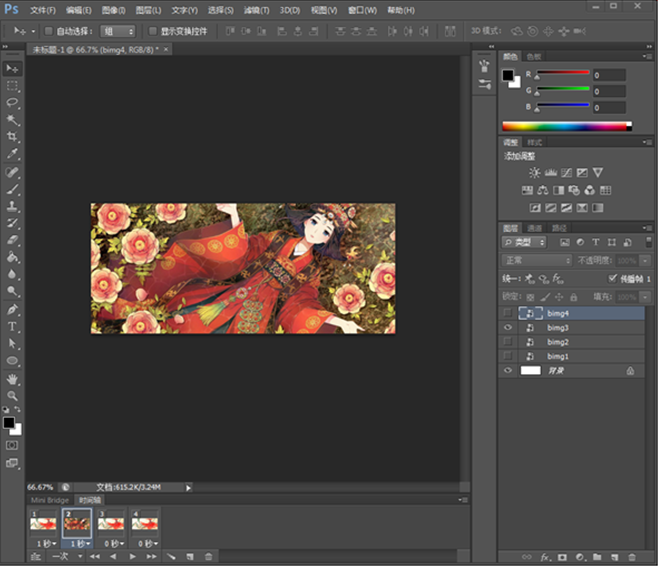 Ps 文件(F) 编辑(E) 图像(I) 图层(L) 文字(Y) 选择(S) 滤镜(T) 3D(D) 视图(V) 窗口(W) 帮助(H)
自动选择： 组 显示变换控件 3D 模式：
未标题-1 @ 66.7% (bimg4, RGB/8) * ×
颜色 色板
R 0
G 0
B 0
调整 样式
添加调整
图层 通道 路径
类型
正常 不透明度：
统一： 传播帧 1
锁定： 填充： 100%
bimg4
bimg3
bimg2
bimg1
背景
66.67% 文档:615.2K/3.24M
Mini Bridge 时间轴
1 2 3 4
1 秒 1 秒 0 秒 0 秒
一次